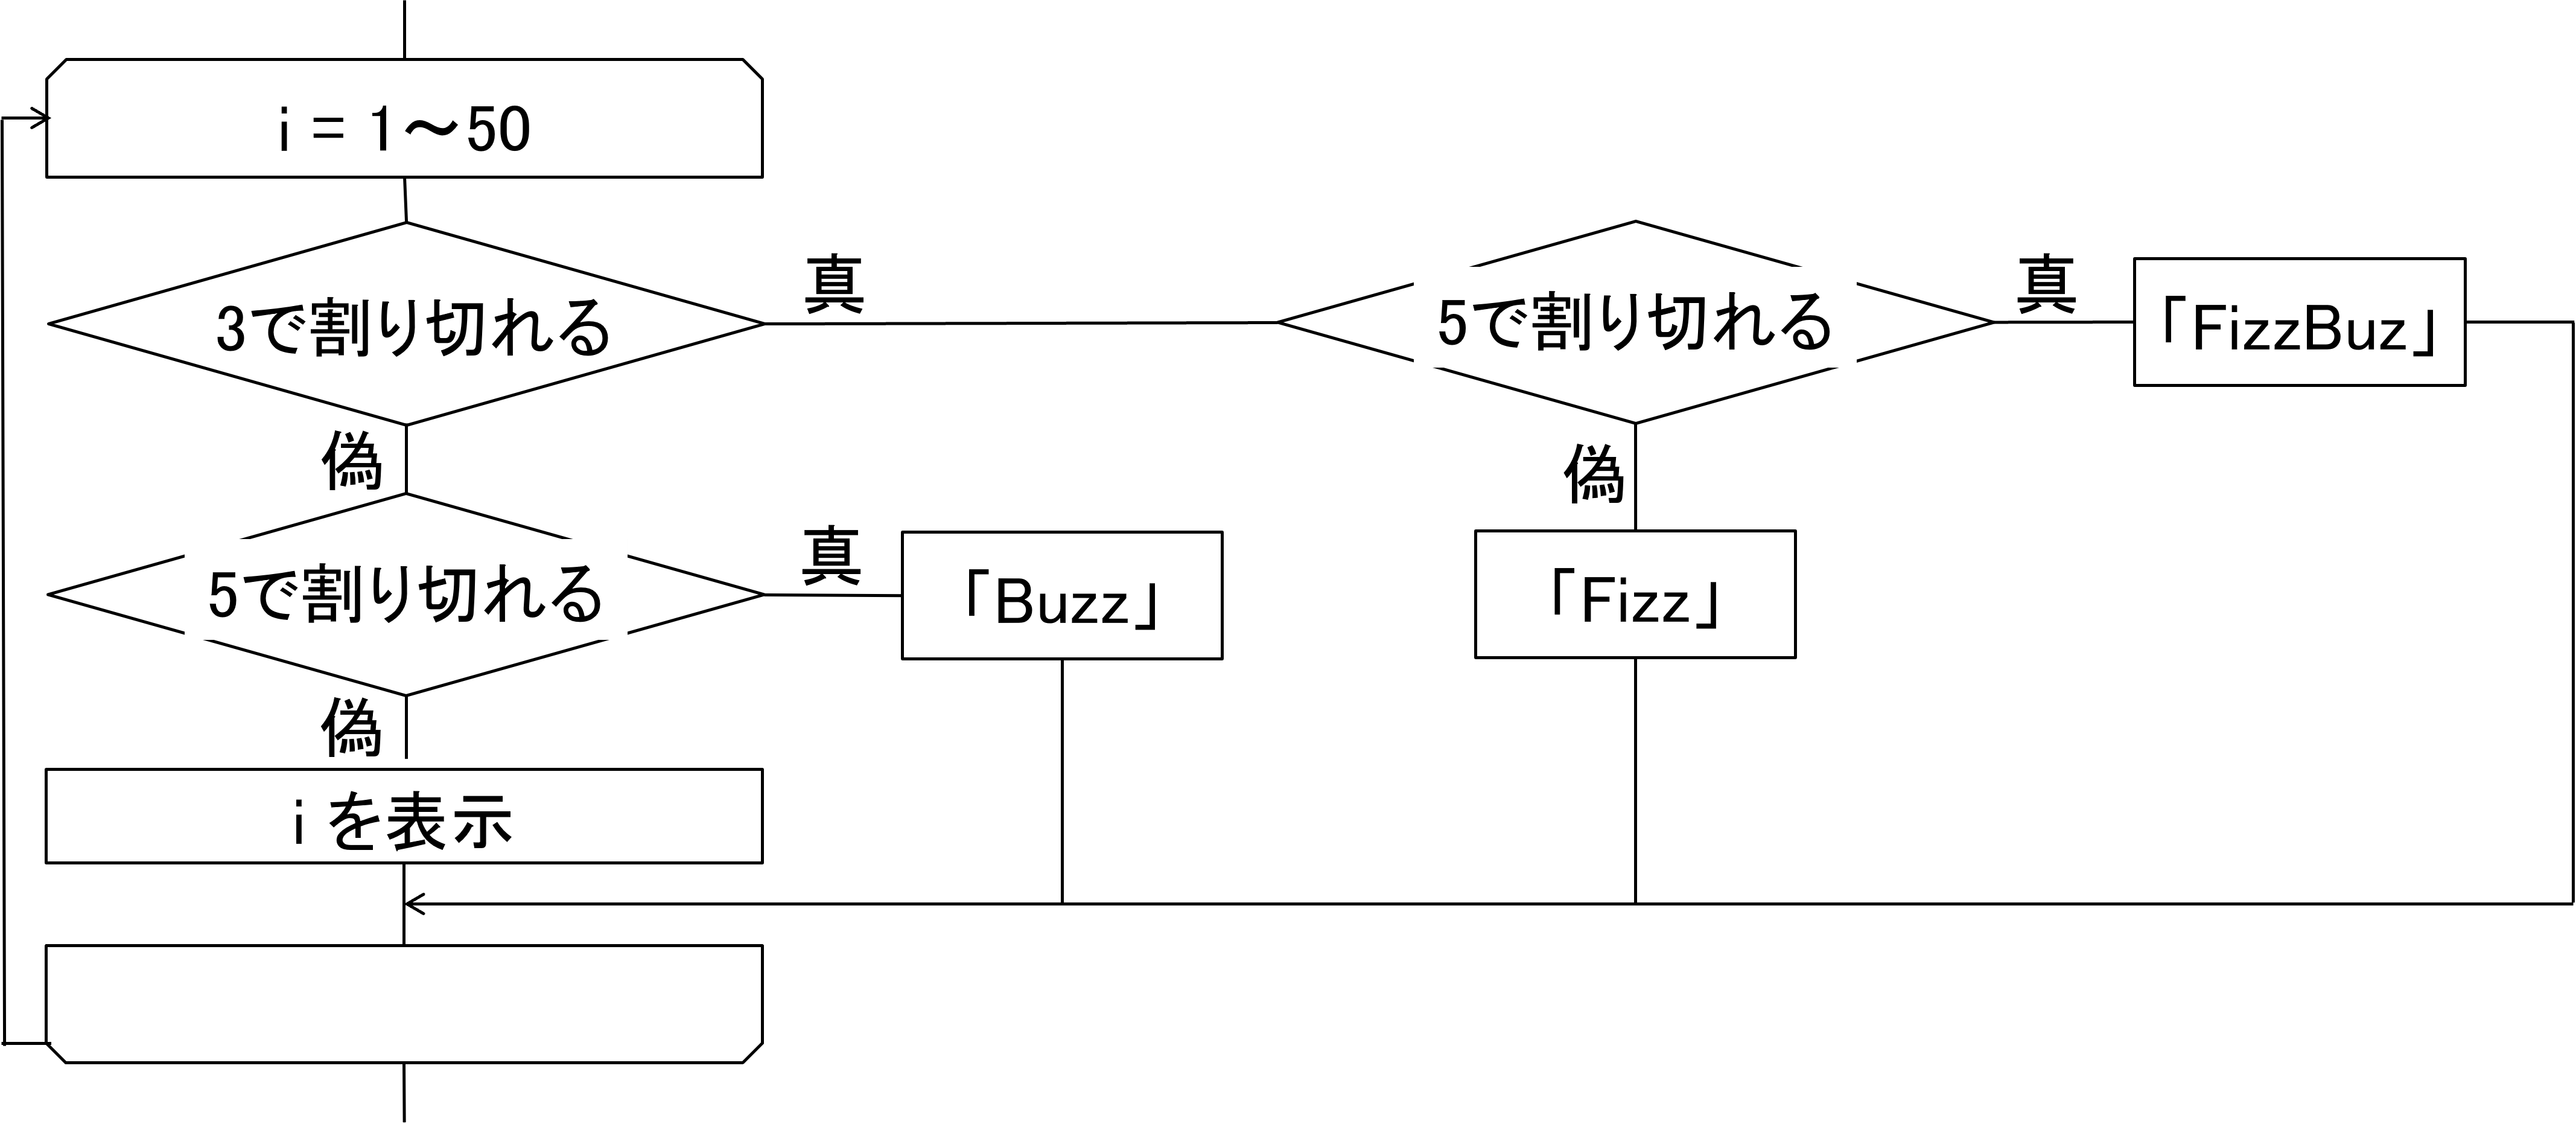 i = 1～50
3で割り切れる
真
5で割り切れる
真
「FizzBuz」
偽
偽
5で割り切れる
真
「Buzz」
「Fizz」
偽
i を表示